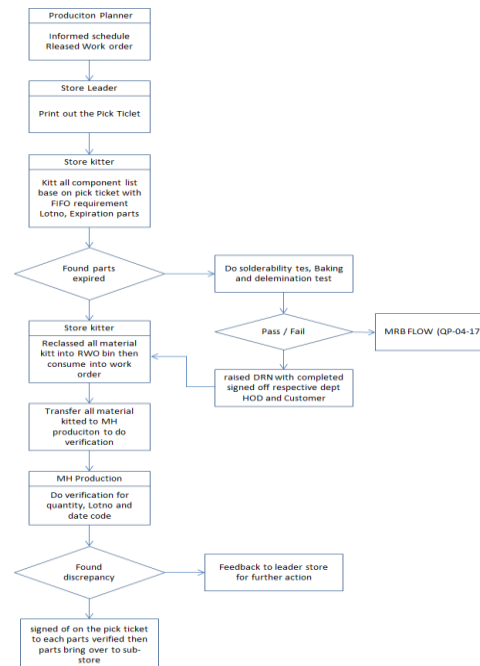 Produciton Planner
Informed schedule
Rleased Work order
Store Leader
Print out the Pick Ticlet
Store kitter
Kitt all component list
base on pick ticket with
FIFO requirement
Lotno, Expiration parts
Found parts
expired
Do solderability tes, Baking
and delemination test
Pass / Fail
MRB FLOW (QP-04-17
Store kitter
Reclassed all material
kitt into RWO bin then
consume into work
order
raised DRN with completed
signed off respective dept
HOD and Customer
Transfer all material
kitted to MH
produciton to do
verification
MH Production
Do verification for
quantity, Lotno and
date code
Found
discrepancy
Feedback to leader store
for further action
signed of on the pick ticket
to each parts verified then
parts bring over to sub-
store